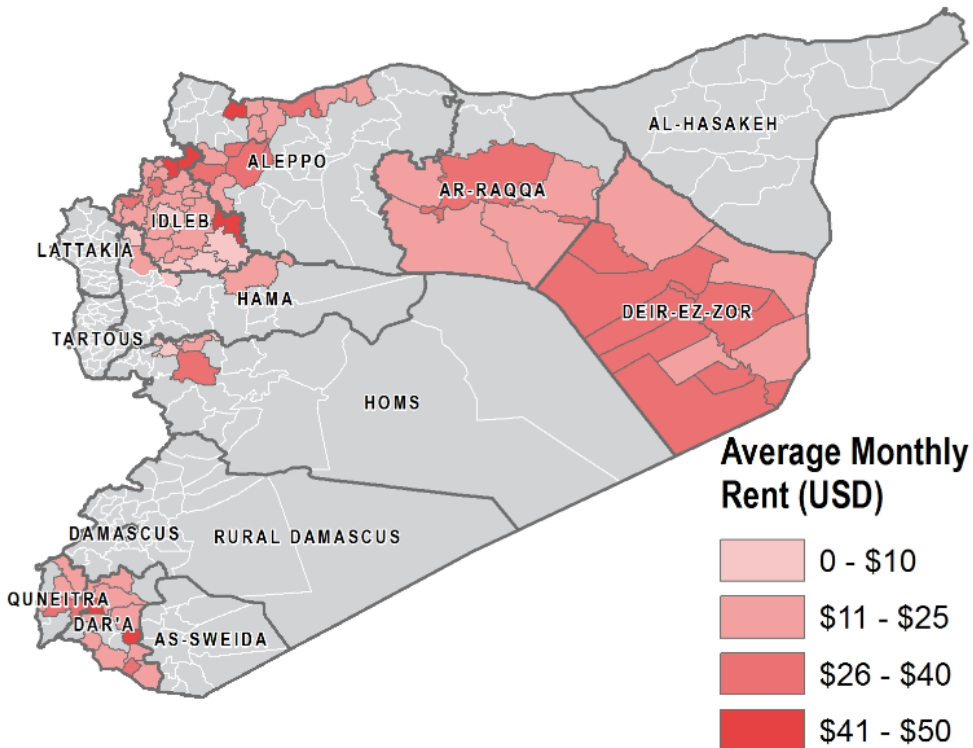 AL-HASAKEH
ALEPPO
AR-RAQQA
IDLEB
LATTAKIA
HAMA
DEIR-EZ-ZOR
TARTOUS
HOMS
Average Monthly
Rent (USD)
DAMASCUS
RURAL DAMASCUS
0 - $10
QUNEITRA
DAR'A
AS-SWEIDA
$11 - $25
$26 - $40
$41 - $50